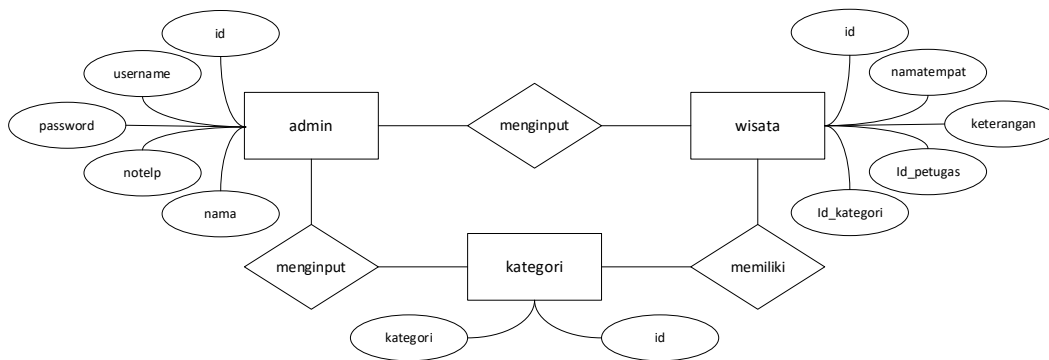 id
id
username
namatempat
password
admin
menginput
wisata
keterangan
notelp
Id_petugas
nama
Id_kategori
menginput
kategori
memiliki
kategori
id